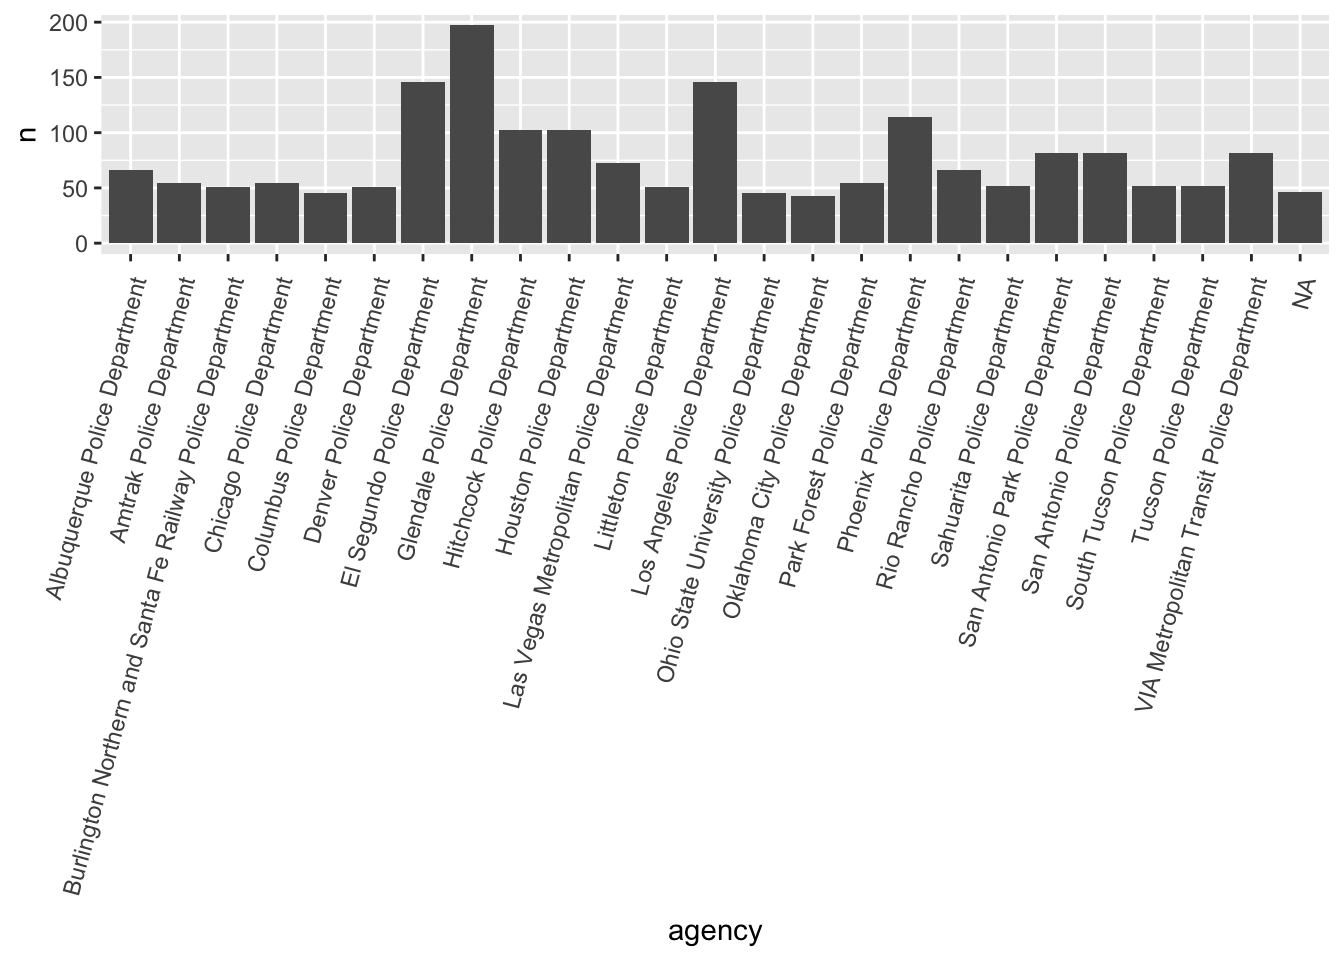 200
150
100
50
0
n
Albuquerque Police Department
Amtrak Police Department
Burlington Northern and Santa Fe Railway Police Department
Chicago Police Department
Columbus Police Department
Denver Police Department
El Segundo Police Department
Glendale Police Department
Hitchcock Police Department
Houston Police Department
Las Vegas Metropolitan Police Department
Littleton Police Department
Los Angeles Police Department
Ohio State University Police Department
Oklahoma City Police Department
Park Forest Police Department
Phoenix Police Department
Rio Rancho Police Department
Sahuarita Police Department
San Antonio Park Police Department
San Antonio Police Department
South Tucson Police Department
Tucson Police Department
VIA Metropolitan Transit Police Department
NA
agency